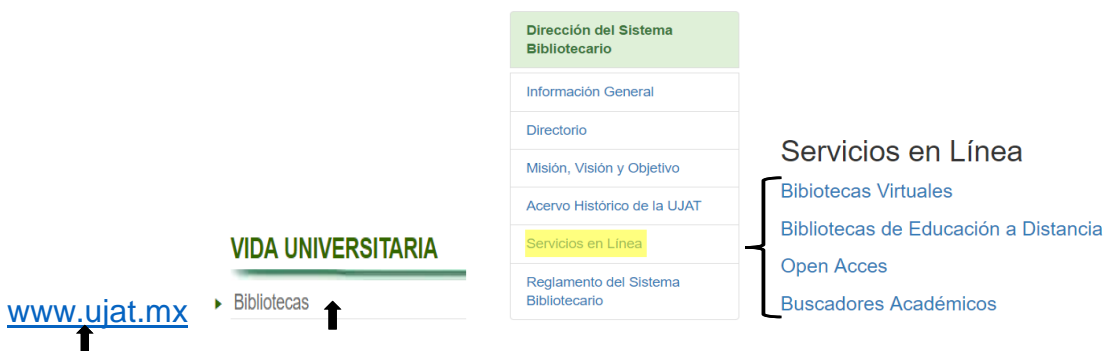 www.ujat.mx
VIDA UNIVERSITARIA
Bibliotecas
Dirección del Sistema
Bibliotecario
Información General
Directorio
Misión, Visión y Objetivo
Acervo Histórico de la UJAT
Servicios en Línea
Reglamento del Sistema
Bibliotecario
Servicios en Línea
Bibiotecas Virtuales
Bibliotecas de Educación a Distancia
Open Acces
Buscadores Académicos